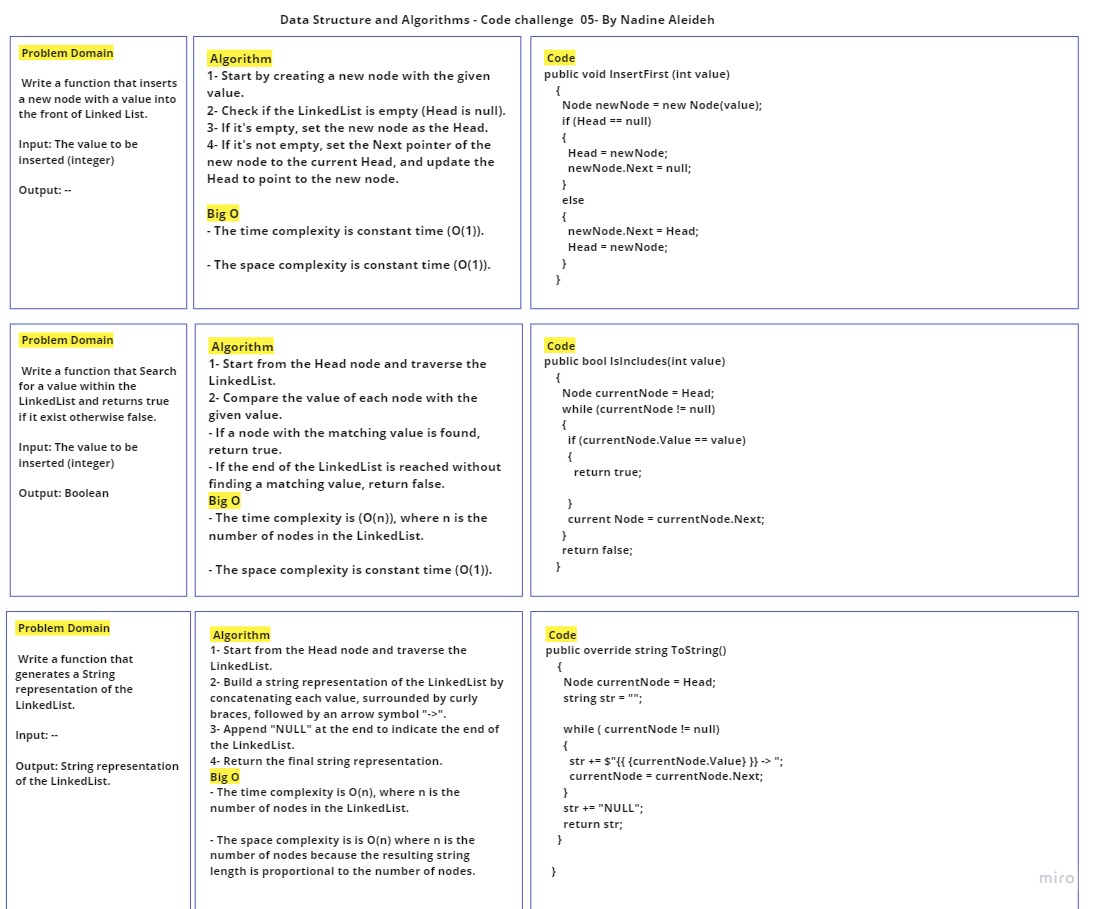 Data Structure and Algorithms - Code challenge  05- By Nadine Aleideh
Problem Domain
Write a function that inserts
a new node with a value into
the front of Linked List.
Input: The value to be
inserted (integer)
Output: --
Algorithm
1- Start by creating a new node with the given
value.
2- Check if the LinkedList is empty (Head is null).
3- If it's empty, set the new node as the Head.
4- If it's not empty, set the Next pointer of the
new node to the current Head, and update the
Head to point to the new node.
Big O
- The time complexity is constant time (O(1)).
- The space complexity is constant time (O(1)).
Code
public void InsertFirst (int value)
{
Node newNode = new Node(value);
if (Head == null)
{
Head = newNode;
newNode.Next = null;
}
else
{
newNode.Next = Head;
Head = newNode;
}
}
Problem Domain
Write a function that Search
for a value within the
LinkedList and returns true
if it exist otherwise false.
Input: The value to be
inserted (integer)
Output: Boolean
Algorithm
1- Start from the Head node and traverse the
LinkedList.
2- Compare the value of each node with the
given value.
- If a node with the matching value is found,
return true.
- If the end of the LinkedList is reached without
finding a matching value, return false.
Big O
- The time complexity is (O(n)), where n is the
number of nodes in the LinkedList.
- The space complexity is constant time (O(1)).
Code
public bool IsIncludes(int value)
{
Node currentNode = Head;
while (currentNode != null)
{
if (currentNode.Value == value)
{
return true;
}
current Node = currentNode.Next;
}
return false;
}
Problem Domain
Write a function that
generates a String
representation of the
LinkedList.
Input: --
Output: String representation
of the LinkedList.
Algorithm
1- Start from the Head node and traverse the
LinkedList.
2- Build a string representation of the LinkedList by
concatenating each value, surrounded by curly
braces, followed by an arrow symbol "->".
3- Append "NULL" at the end to indicate the end of
the LinkedList.
4- Return the final string representation.
Big O
- The time complexity is O(n), where n is the
number of nodes in the LinkedList.
- The space complexity is is O(n) where n is the
number of nodes because the resulting string
length is proportional to the number of nodes.
Code
public override string ToString()
{
Node currentNode = Head;
string str = "";
while ( currentNode != null)
{
str += $"{{ {currentNode.Value} }} -> ";
currentNode = currentNode.Next;
}
str += "NULL";
return str;
}
}
miro